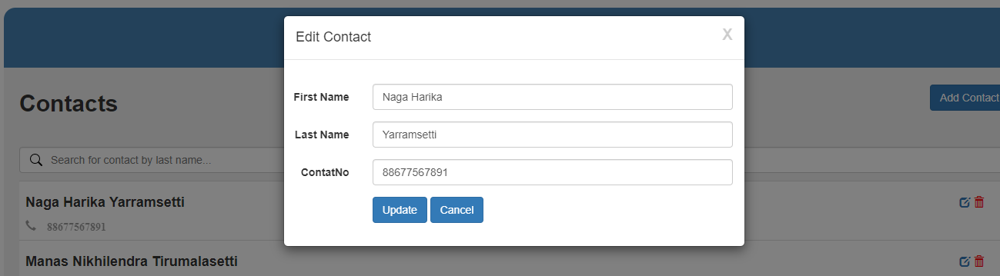 Edit Contact
X
Contacts
Add Contact
First Name
Naga Harika
Last Name
Yarramsetti
Search for contact by last name...
ContatNo
88677567891
Naga Harika Yarramsetti
Update
Cancel
88677567891
Manas Nikhilendra Tirumalasetti